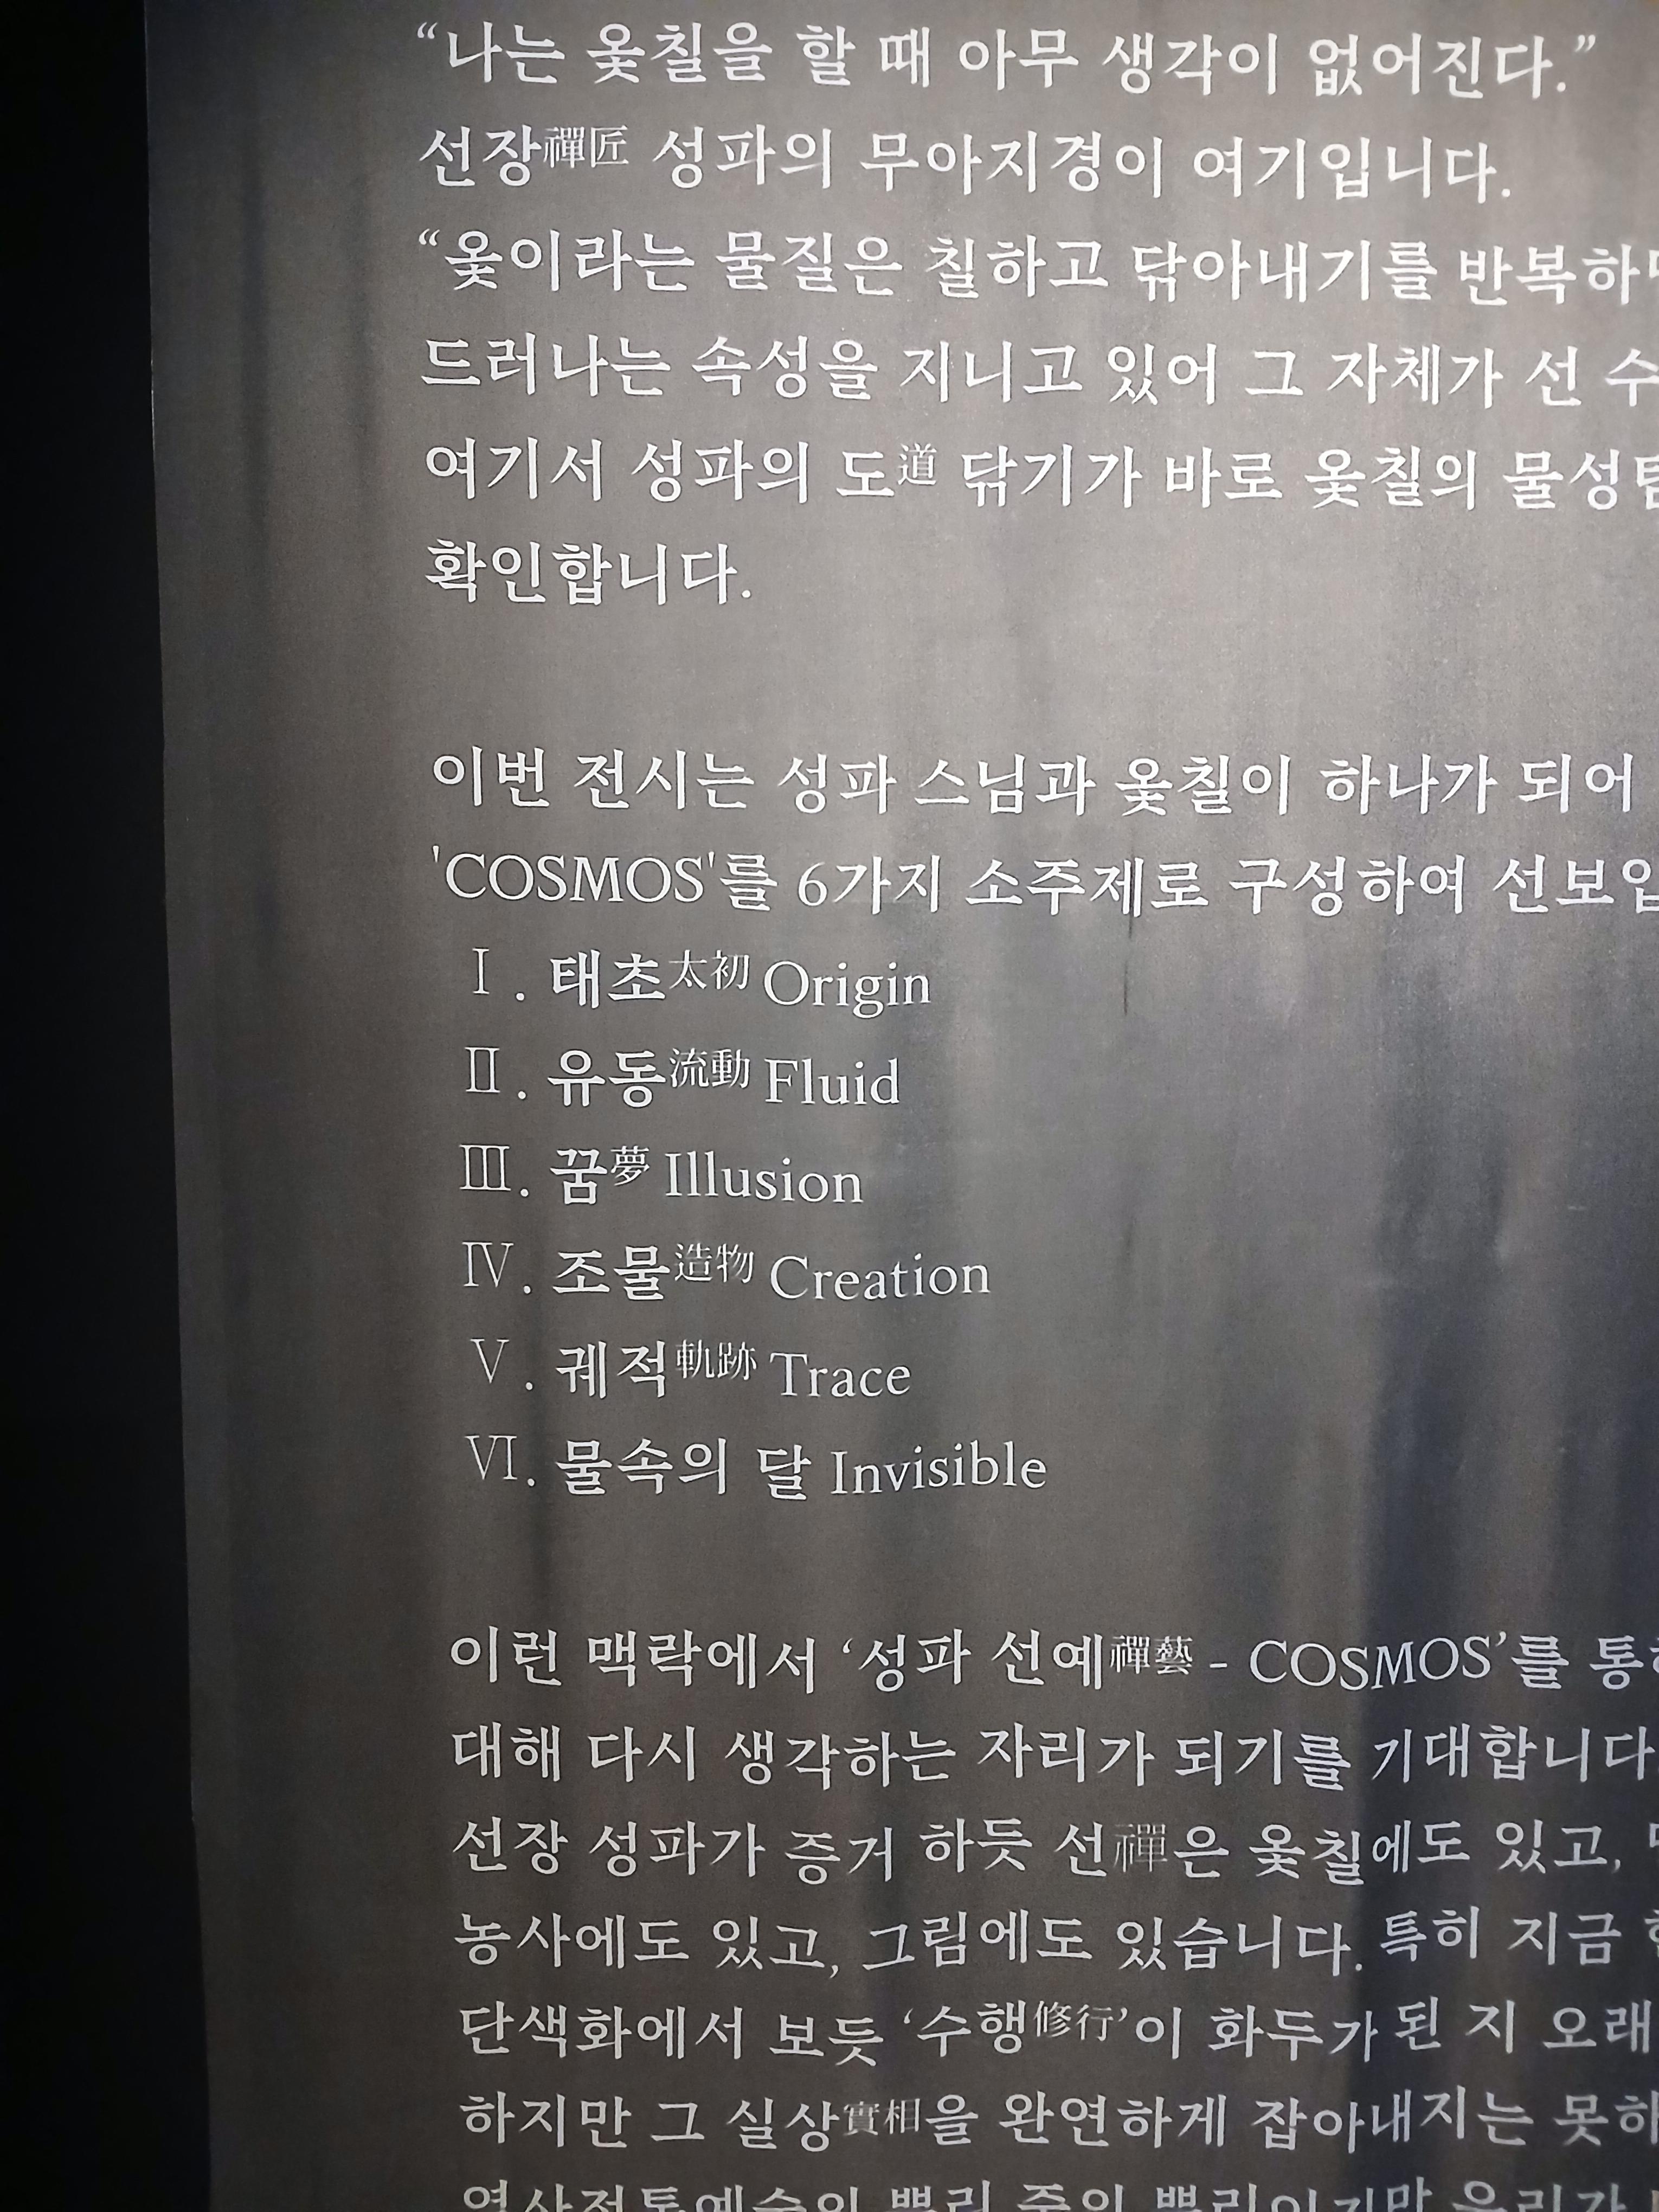 “나는 옻칠을 할 때 아무 생각이 없어진다.”
선장禪匠 성파의 무아지경이 여기입니다.
“옻이라는 물질은 칠하고 닦아내기를
드러나는 속성을 지니고 있어 그 자체가 선
여기서 성파의 도道 닦기가 바로 옻칠의
확인합니다.
이번 전시는 성파 스님과 옻칠이 하나가 되어
'COSMOS'를 6가지 소주제로 구성하여
Ⅰ. 태초太初 Origin
Ⅱ. 유동流動 Fluid
Ⅲ. 꿈夢 Illusion
Ⅳ. 조물造物 Creation
Ⅴ. 궤적軌跡 Trace
Ⅵ. 물속의 달 Invisible
이런 맥락에서 ‘성파 선예禪藝 - COSMOS’를
대해 다시 생각하는 자리가 되기를 기대합니다.
선장 성파가 증거 하듯 선禪은 옻칠에도 있고,
농사에도 있고, 그림에도 있습니다. 특히 지금
단색화에서 보듯 ‘수행修行’이 화두가 된 지
하지만 그 실상實相을 완연하게 잡아내지는